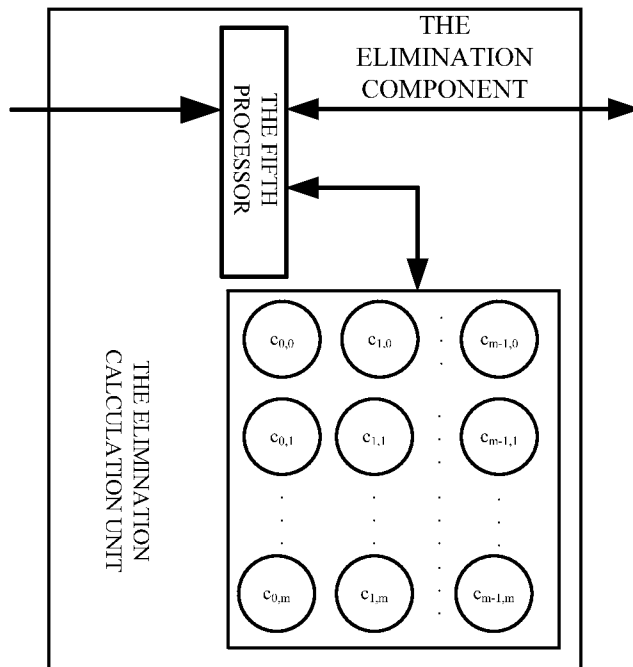 THE
ELIMINATION
COMPONENT
THE FIFTH
PROCESSOR
THE ELIMINATION
CALCULATION UNIT
c0,0 c1,0 cm-1,0
c0,1 c1,1 cm-1,1
c0,m c1,m cm-1,m